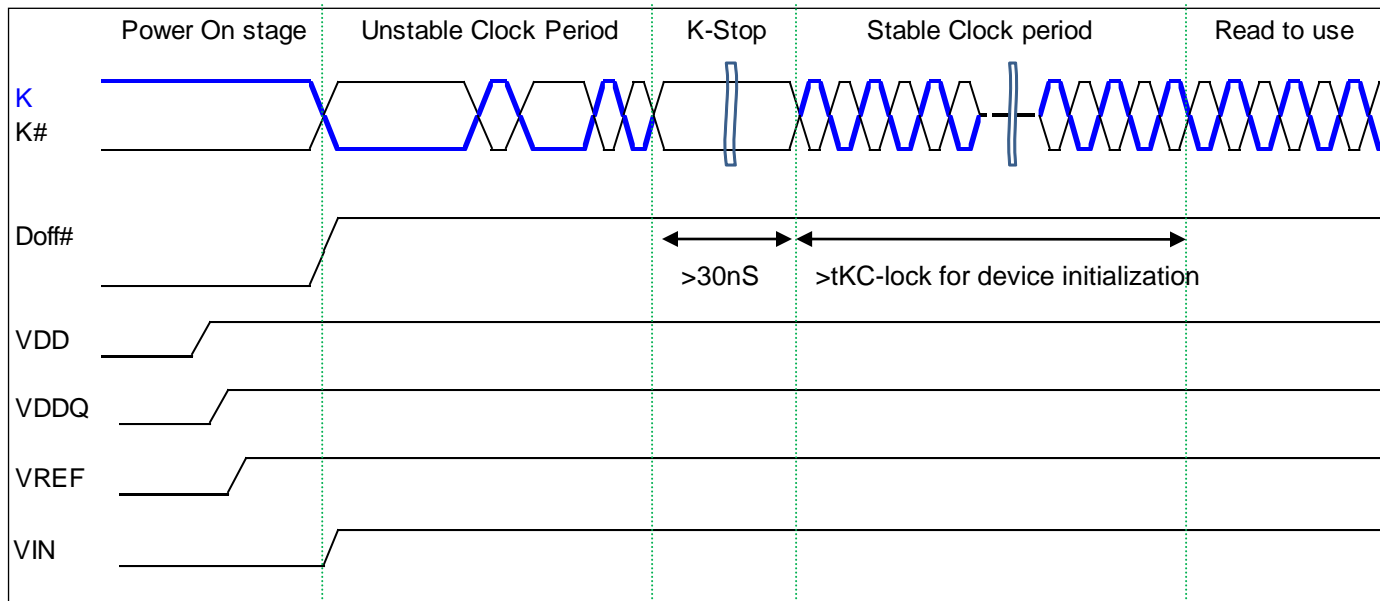 Power On stage Unstable Clock Period K-Stop Stable Clock period Read to use
K
K#
Doff#
>30nS >tKC-lock for device initialization
VDD
VDDQ
VREF
VIN